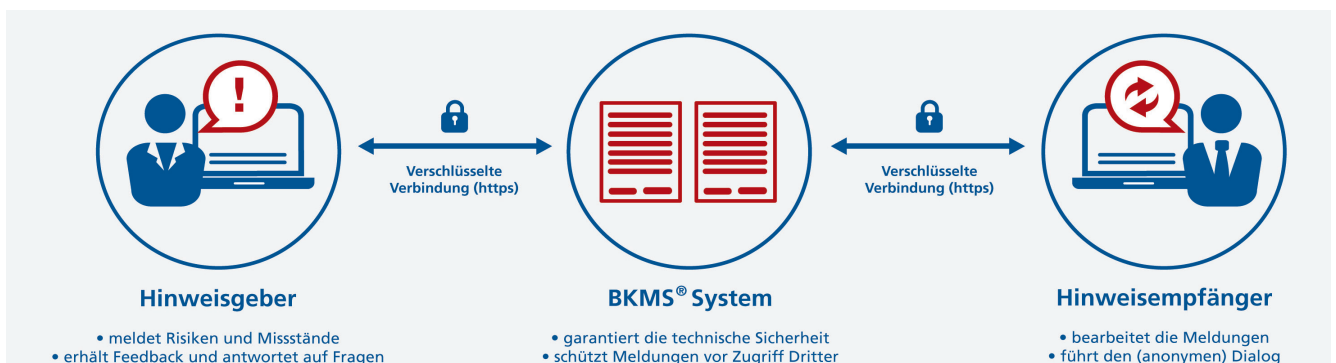 !
Verschlüsselte
Verbindung (https)
Verschlüsselte
Verbindung (https)
Hinweisgeber
BKMS® System
Hinweisempfänger
• meldet Risiken und Missstände
• erhält Feedback und antwortet auf Fragen
• garantiert die technische Sicherheit
• schützt Meldungen vor Zugriff Dritter
• bearbeitet die Meldungen
• führt den (anonymen) Dialog